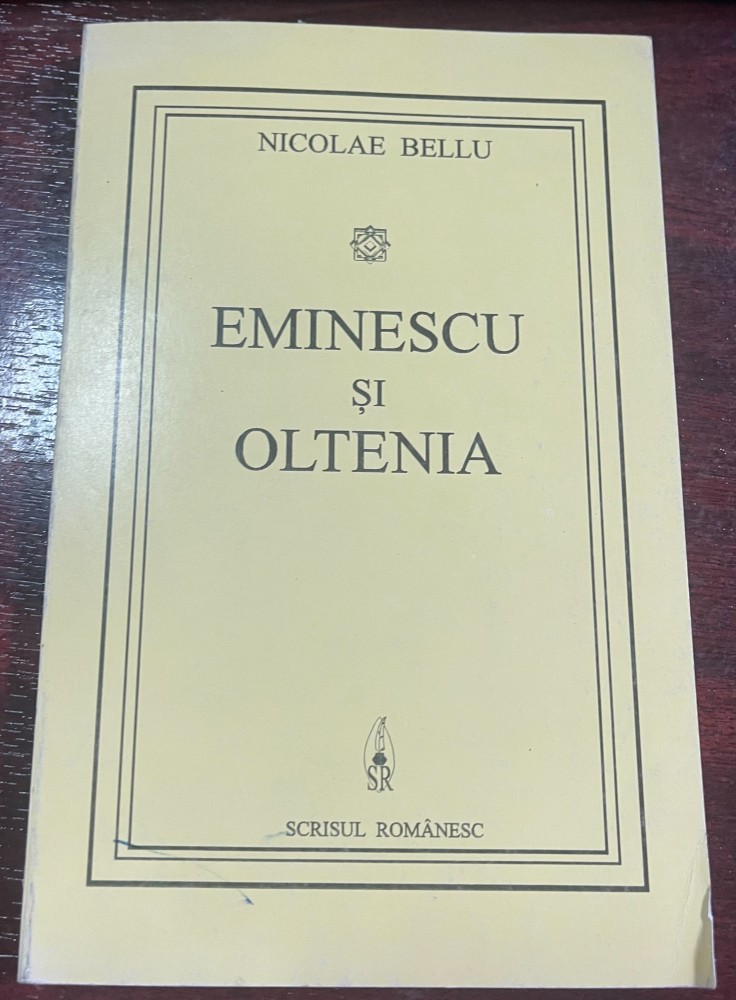 NICOLAE BELLU
EMINESCU
ȘI
OLTENIA
SR
SCRISUL ROMÂNESC